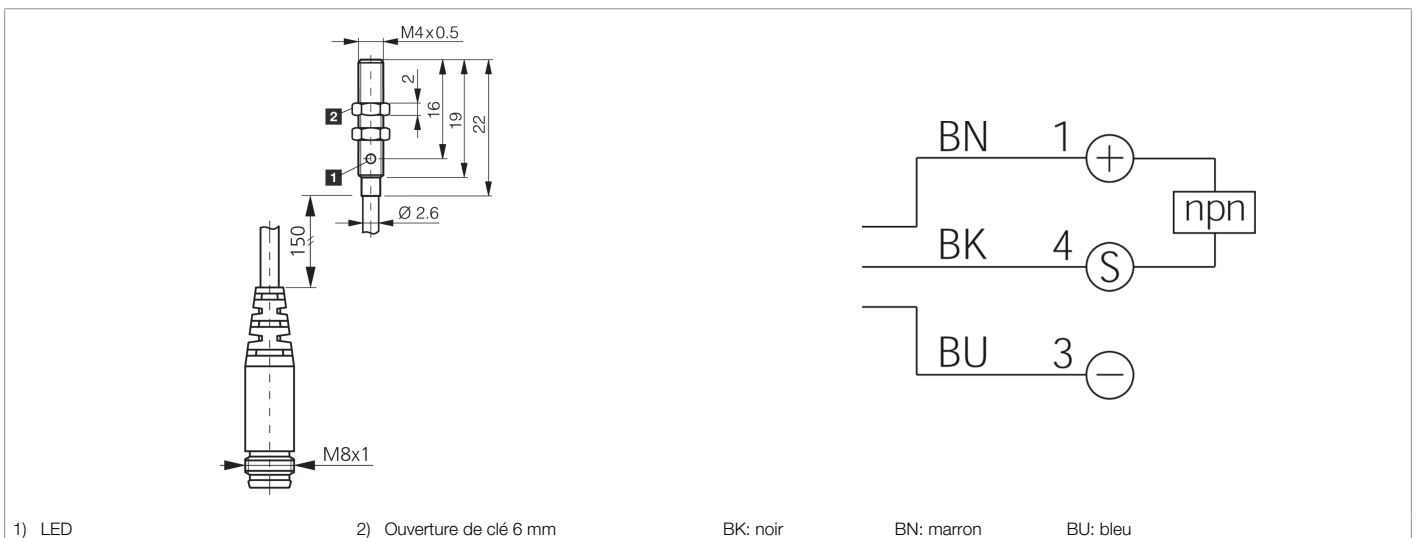 M4x0.5
2
16
19
22
2
1
Ø 2.6
150
M8x1
BN 1 +
npn
BK 4 S
BU 3 −
1) LED 2) Ouverture de clé 6 mm BK: noir BN: marron BU: bleu